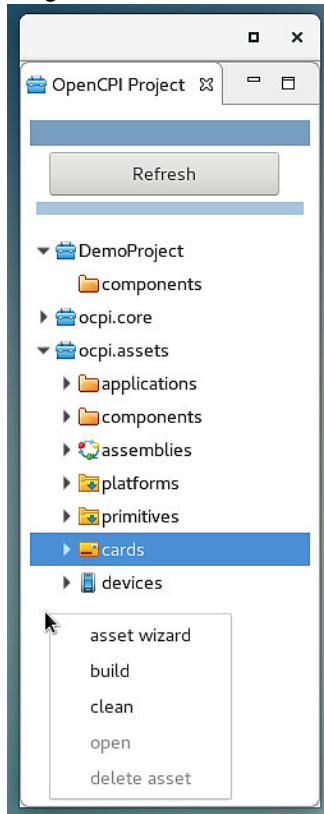 OpenCPI Project
Refresh
DemoProject
components
ocpi.core
ocpi.assets
applications
components
assemblies
platforms
primitives
cards
devices
asset wizard
build
clean
open
delete asset